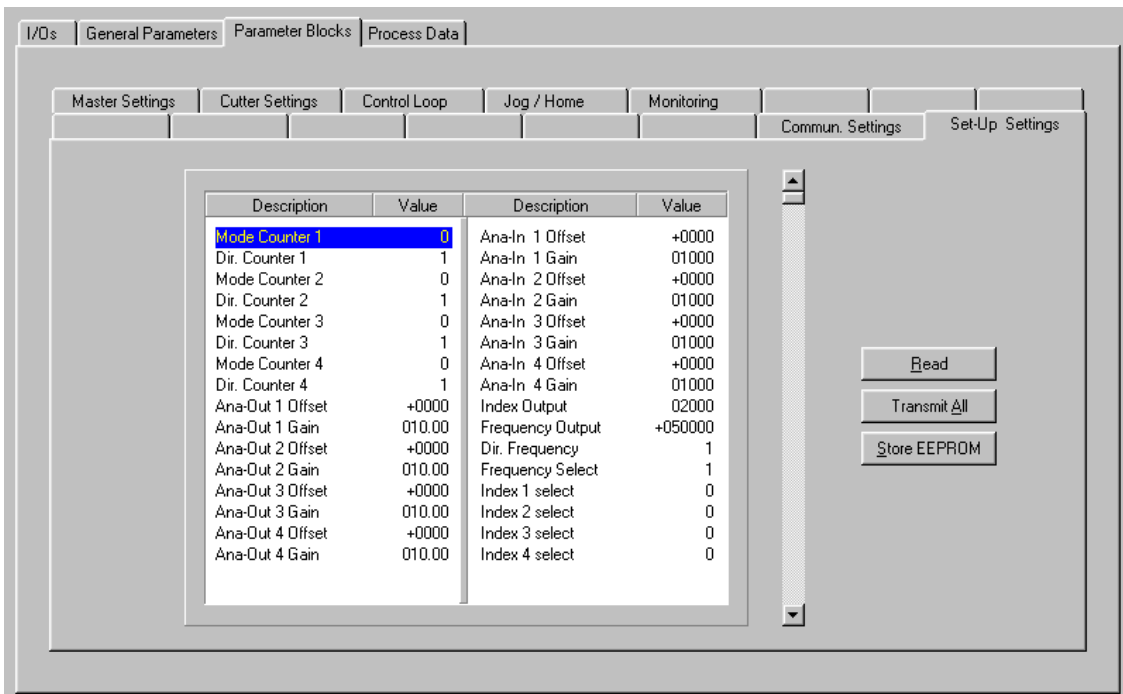 I/Os General Parameters Parameter Blocks Process Data
Master Settings Cutter Settings Control Loop Jog / Home Monitoring
Commun. Settings Set-Up Settings
Description Value Description Value
Mode Counter 1 0 Ana-In 1 Offset +0000
Dir. Counter 1 1 Ana-In 1 Gain 01000
Mode Counter 2 0 Ana-In 2 Offset +0000
Dir. Counter 2 1 Ana-In 2 Gain 01000
Mode Counter 3 0 Ana-In 3 Offset +0000
Dir. Counter 3 1 Ana-In 3 Gain 01000
Mode Counter 4 0 Ana-In 4 Offset +0000
Dir. Counter 4 1 Ana-In 4 Gain 01000
Ana-Out 1 Offset +0000 Index Output 02000
Ana-Out 1 Gain 010.00 Frequency Output +050000
Ana-Out 2 Offset +0000 Dir. Frequency 1
Ana-Out 2 Gain 010.00 Frequency Select 1
Ana-Out 3 Offset +0000 Index 1 select 0
Ana-Out 3 Gain 010.00 Index 2 select 0
Ana-Out 4 Offset +0000 Index 3 select 0
Ana-Out 4 Gain 010.00 Index 4 select 0
Read
Transmit All
Store EEPROM